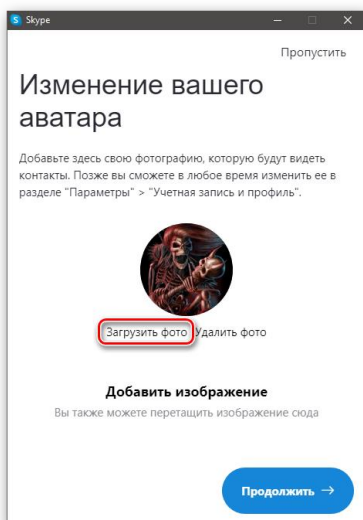 Skype
Пропустить
Изменение вашего
аватара
Добавьте здесь свою фотографию, которую будут видеть
контакты. Позже вы сможете в любое время изменить ее в
разделе "Параметры" > "Учетная запись и профиль".
Загрузить фото Удалить фото
Добавить изображение
Вы также можете перетащить изображение сюда
Продолжить →